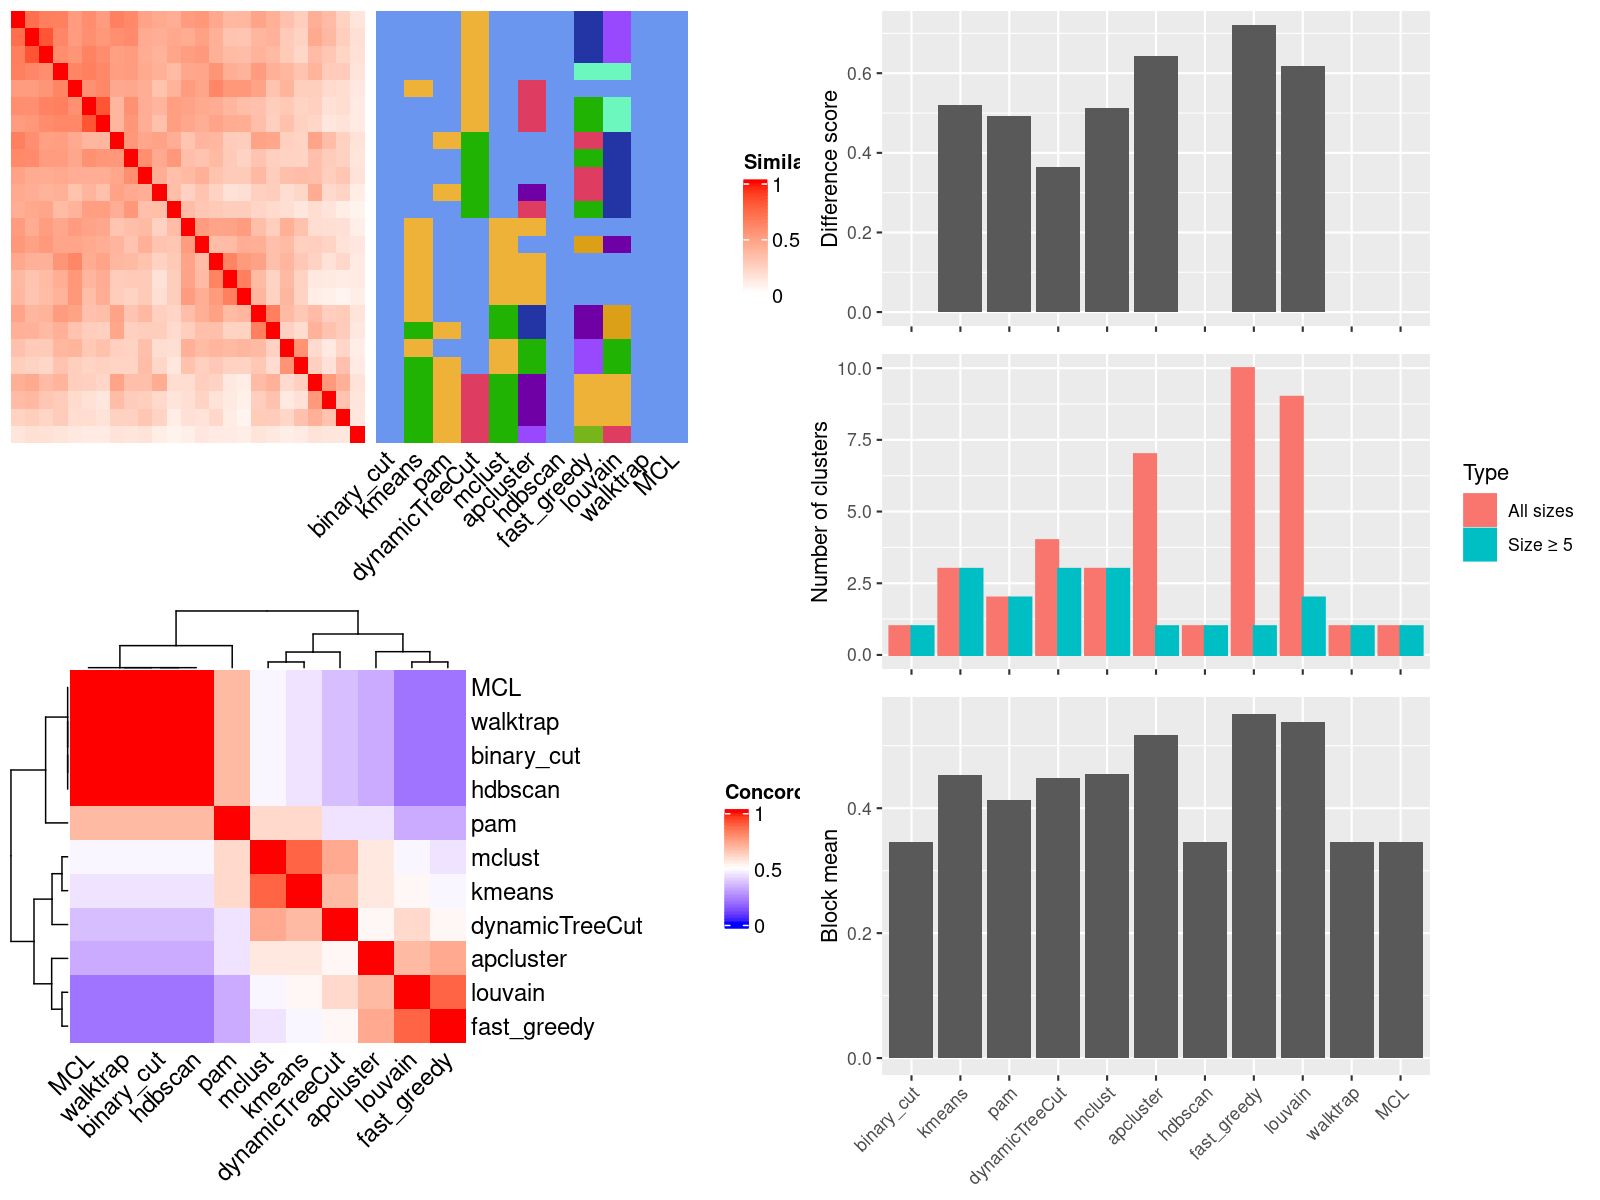 Simila
1
0.5
0
binary_cut
kmeans
pam
dynamicTreeCut
mclust
apcluster
hdbscan
fast_greedy
louvain
walktrap
MCL
MCL
walktrap
binary_cut
hdbscan
pam
mclust
kmeans
dynamicTreeCut
apcluster
louvain
fast_greedy
Concord
1
0.5
0
MCL
walktrap
binary_cut
hdbscan
pam
mclust
kmeans
dynamicTreeCut
apcluster
louvain
fast_greedy
Difference score
0.6
0.4
0.2
0.0
Number of clusters
10.0
7.5
5.0
2.5
0.0
Type
All sizes
Size ≥ 5
Block mean
0.4
0.2
0.0
binary_cut
kmeans
pam
dynamicTreeCut
mclust
apcluster
hdbscan
fast_greedy
louvain
walktrap
MCL